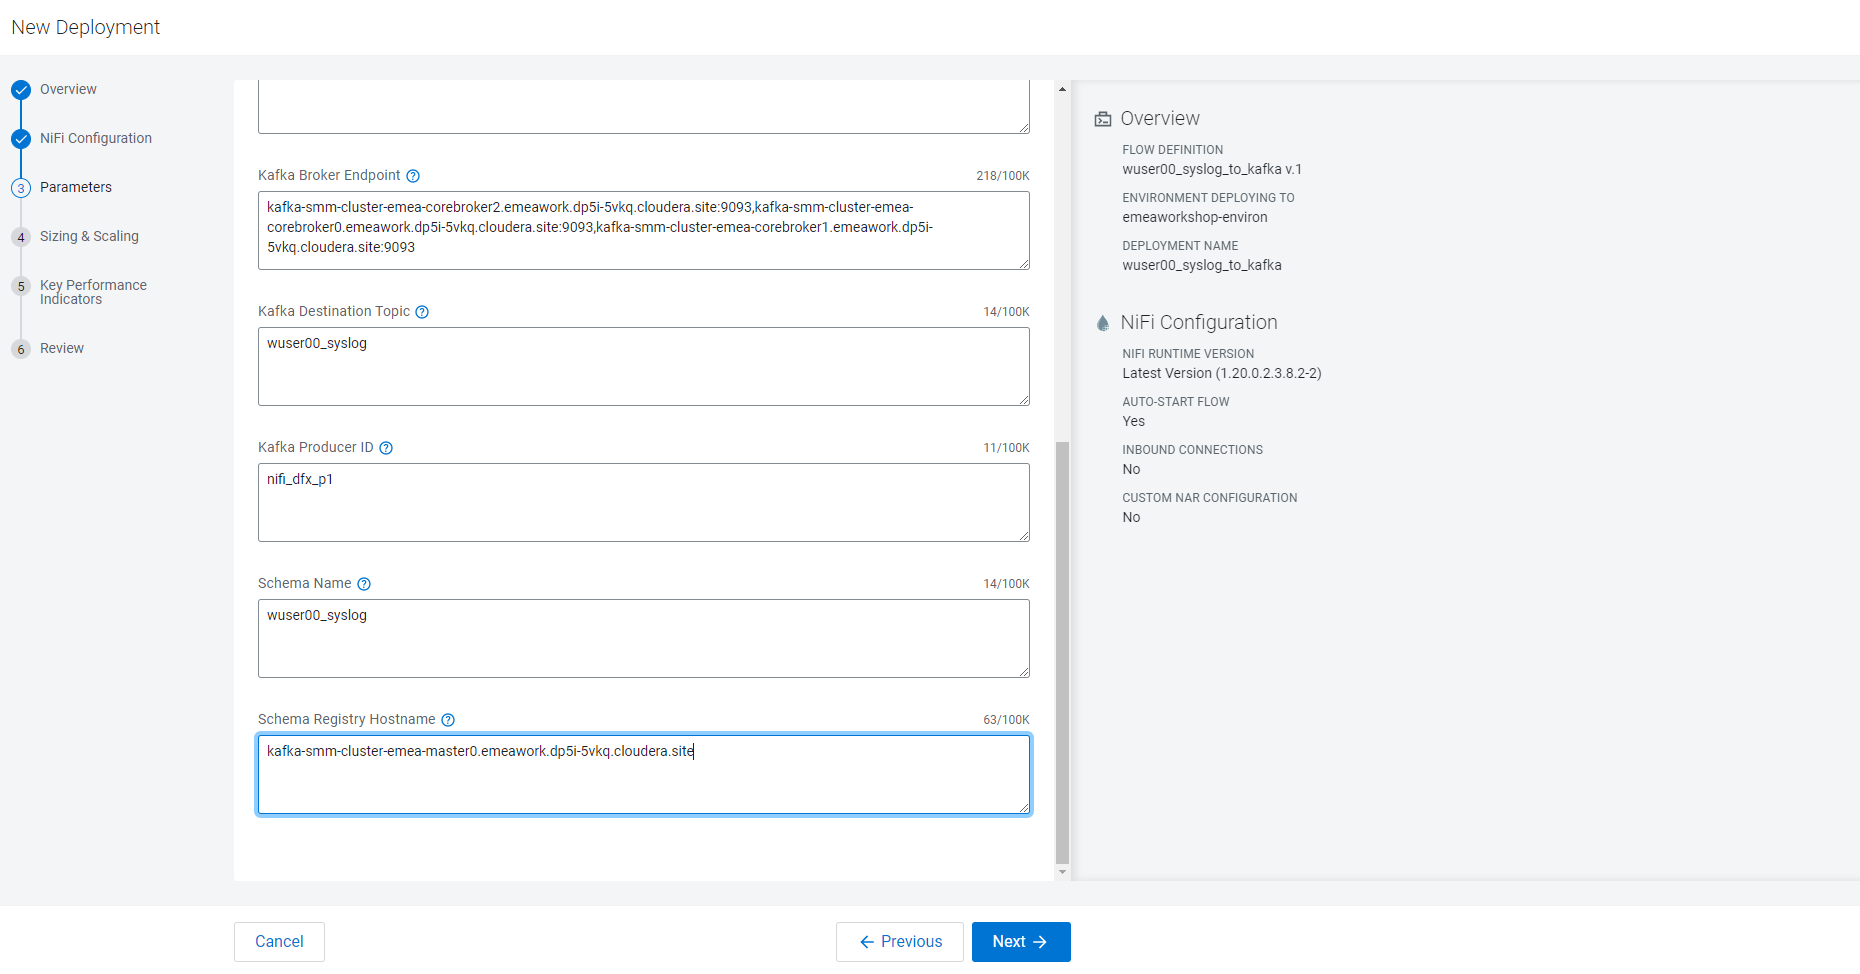 New Deployment
Overview
NiFi Configuration
3 Parameters
4 Sizing & Scaling
5 Key Performance
Indicators
6 Review
Kafka Broker Endpoint ? 218/100K
kafka-smm-cluster-emea-corebroker2.emeawork.dp5i-5vkq.cloudera.site:9093,kafka-smm-cluster-emea-
corebroker0.emeawork.dp5i-5vkq.cloudera.site:9093,kafka-smm-cluster-emea-corebroker1.emeawork.dp5i-
5vkq.cloudera.site:9093
Kafka Destination Topic ? 14/100K
wuser00_syslog
Kafka Producer ID ? 11/100K
nifi_dfx_p1
Schema Name ? 14/100K
wuser00_syslog
Schema Registry Hostname ? 63/100K
kafka-smm-cluster-emea-master0.emeawork.dp5i-5vkq.cloudera.site
Overview
FLOW DEFINITION
wuser00_syslog_to_kafka v.1
ENVIRONMENT DEPLOYING TO
emeaworkshop-environ
DEPLOYMENT NAME
wuser00_syslog_to_kafka
NiFi Configuration
NIFI RUNTIME VERSION
Latest Version (1.20.0.2.3.8.2-2)
AUTO-START FLOW
Yes
INBOUND CONNECTIONS
No
CUSTOM NAR CONFIGURATION
No
Cancel
← Previous
Next →